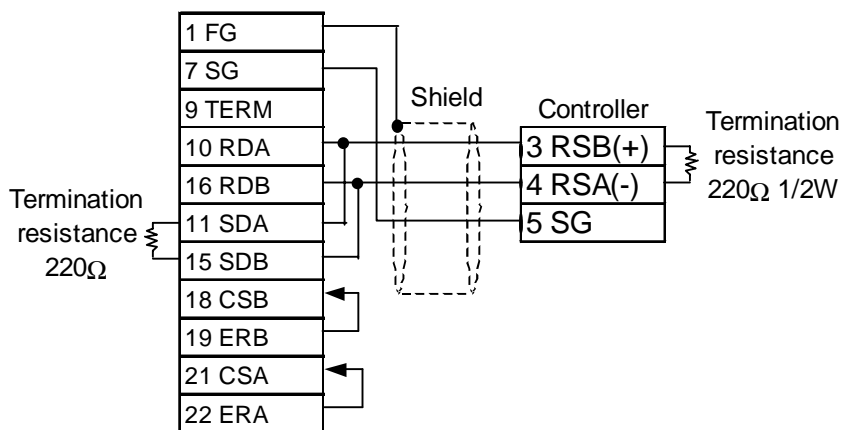 1 FG
7 SG
9 TERM
10 RDA
16 RDB
11 SDA
15 SDB
18 CSB
19 ERB
21 CSA
22 ERA
Termination
resistance
220Ω
Shield
Controller
3 RSB(+)
4 RSA(-)
5 SG
Termination
resistance
220Ω 1/2W